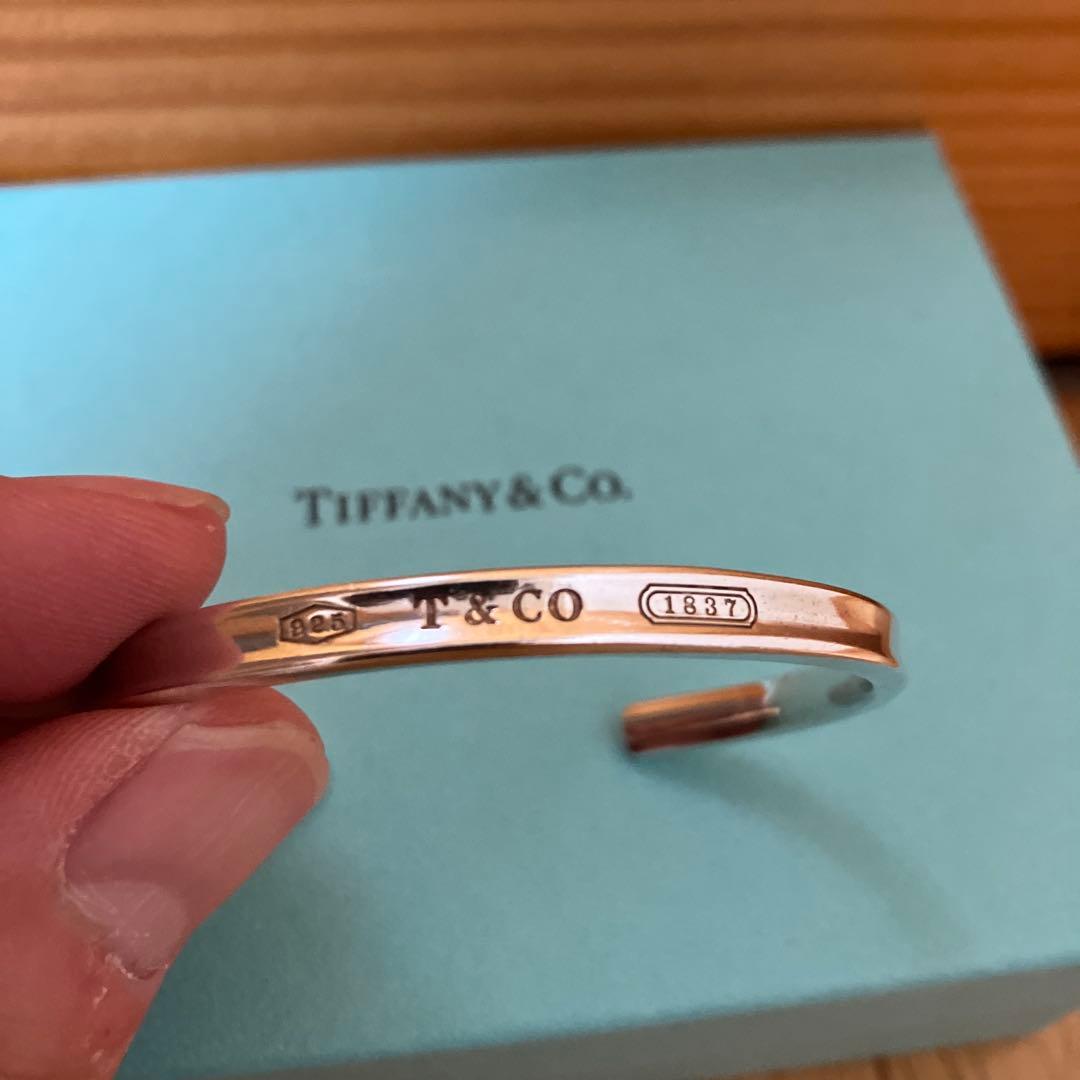 TIFFANY & CO.
925 T & CO 1837